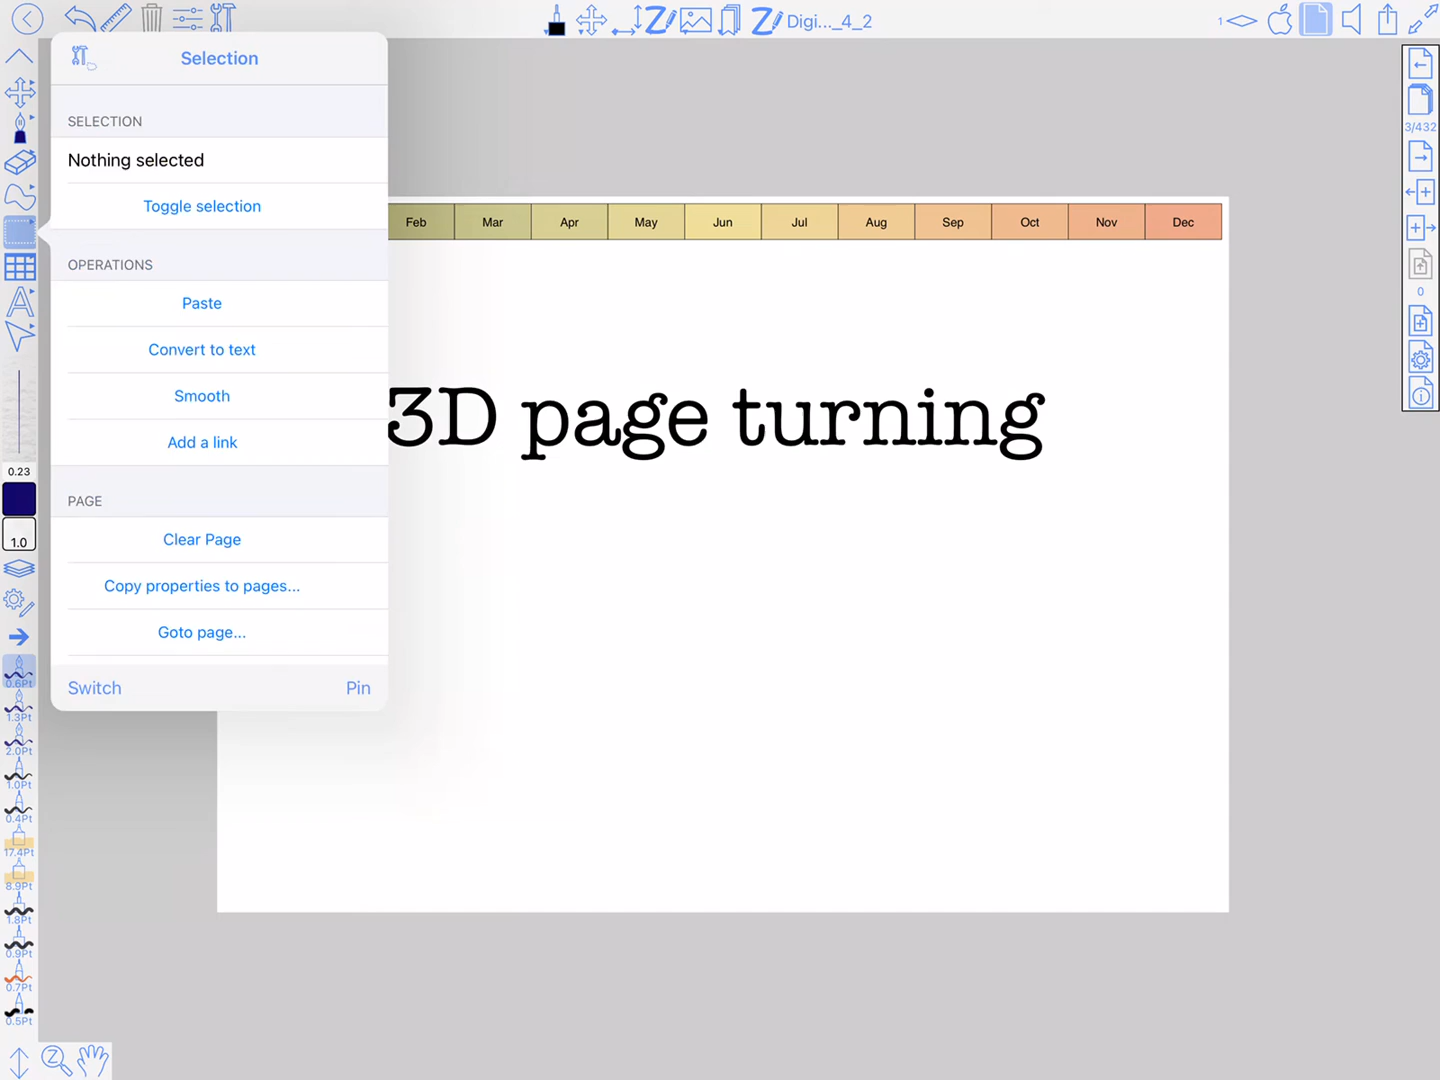 Digi..._4_2
1
Selection
SELECTION
Nothing selected
Toggle selection
OPERATIONS
Paste
Convert to text
Smooth
Add a link
PAGE
Clear Page
Copy properties to pages...
Goto page...
Switch Pin
Feb Mar Apr May Jun Jul Aug Sep Oct Nov Dec
3D page turning
0.23
1.0
0.6Pt
1.3Pt
2.0Pt
1.0Pt
0.4Pt
17.4Pt
8.9Pt
1.8Pt
0.9Pt
0.7Pt
0.5Pt
Z
3/432
0